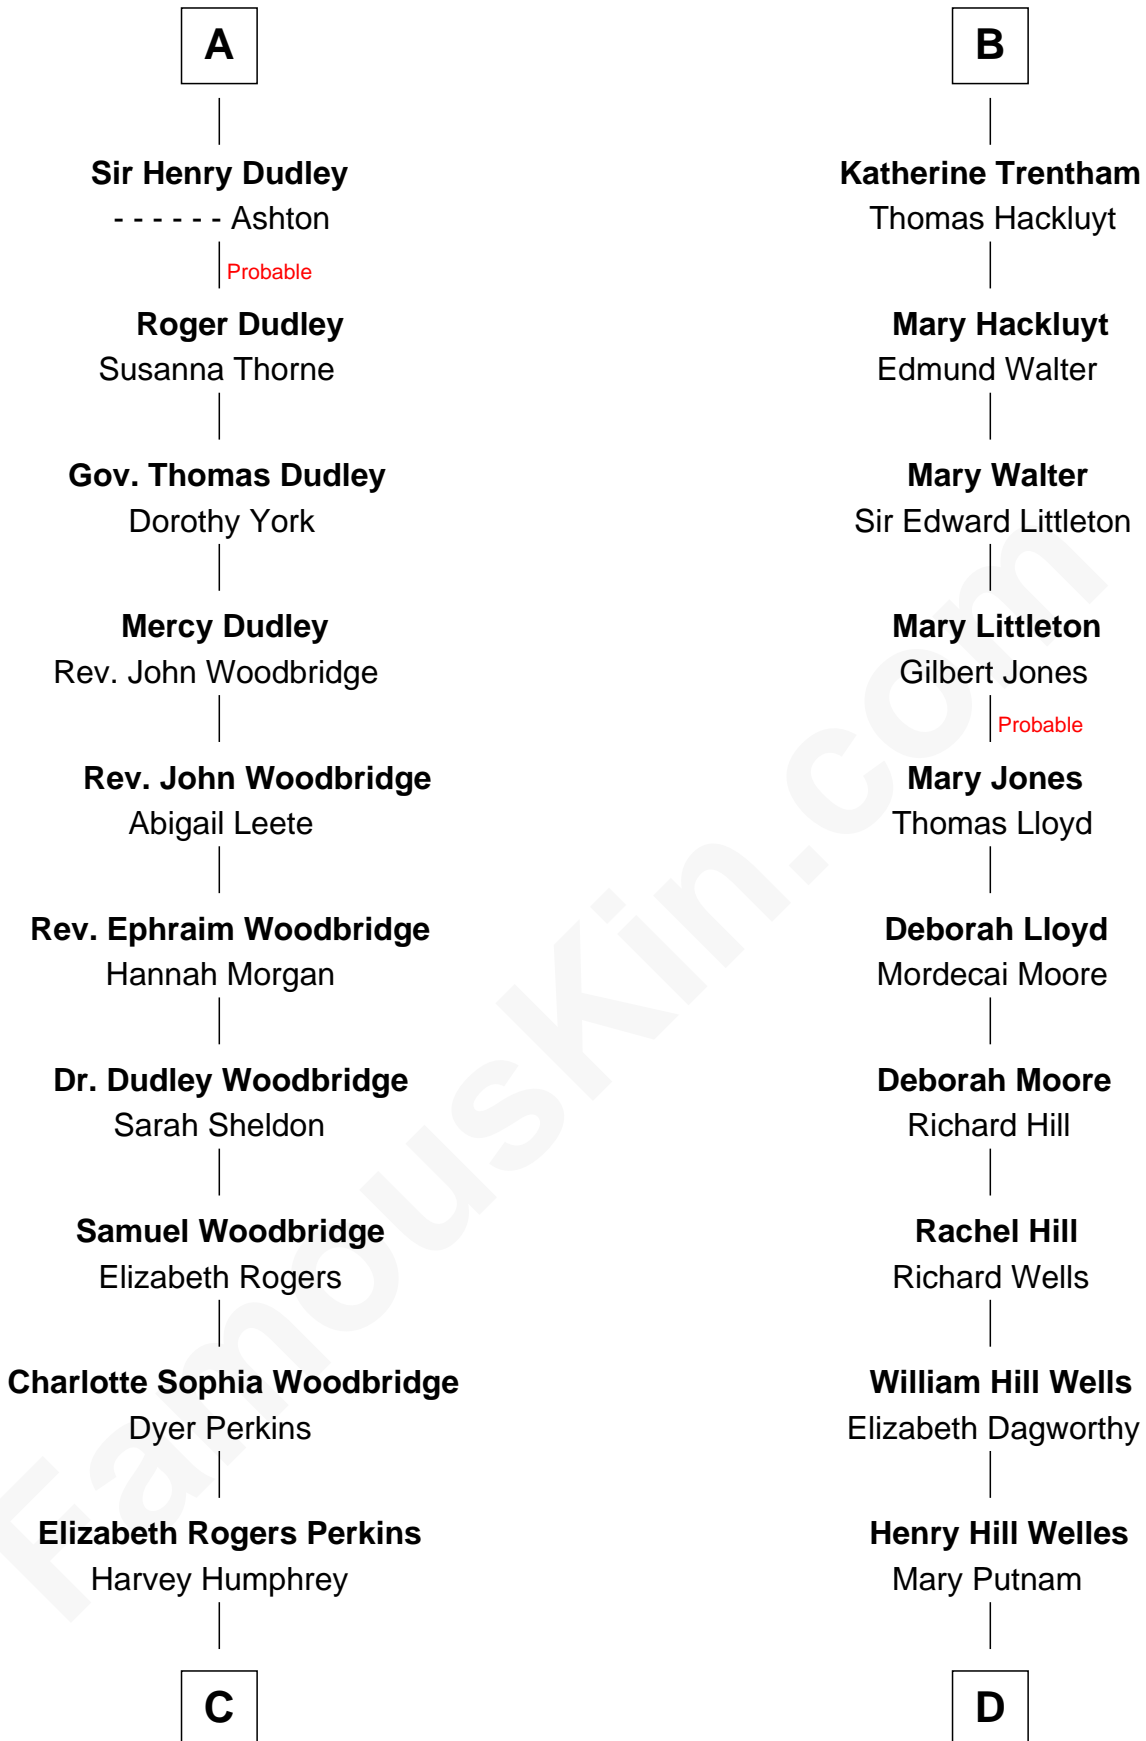 A
Sir Henry Dudley
- - - - - - Ashton
Probable
Roger Dudley
Susanna Thorne
Gov. Thomas Dudley
Dorothy York
Mercy Dudley
Rev. John Woodbridge
Rev. John Woodbridge
Abigail Leete
Rev. Ephraim Woodbridge
Hannah Morgan
Dr. Dudley Woodbridge
Sarah Sheldon
Samuel Woodbridge
Elizabeth Rogers
Charlotte Sophia Woodbridge
Dyer Perkins
Elizabeth Rogers Perkins
Harvey Humphrey
C
B
Katherine Trentham
Thomas Hackluyt
Mary Hackluyt
Edmund Walter
Mary Walter
Sir Edward Littleton
Mary Littleton
Gilbert Jones
Probable
Mary Jones
Thomas Lloyd
Deborah Lloyd
Mordecai Moore
Deborah Moore
Richard Hill
Rachel Hill
Richard Wells
William Hill Wells
Elizabeth Dagworthy
Henry Hill Welles
Mary Putnam
D
FamousKin.com